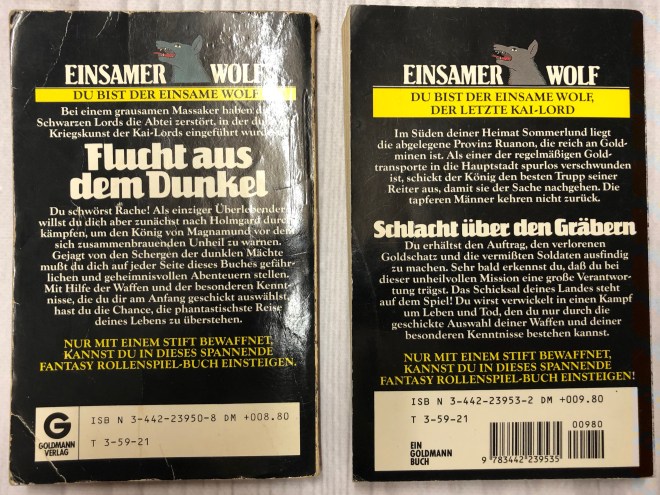 EINSAMER WOLF
DU BIST DER EINSAME WOLF
Bei einem grausamen Massaker haben die
Schwarzen Lords die Abtei zerstört, in der du
Kriegskunst der Kai-Lords eingeführt wurde
Flucht aus
dem Dunkel
Du schwörst Rache! Als einziger Überlebender
willst du dich aber zunächst nach Holmgard durch-
kämpfen, um den König von Magnamund vor dem
sich zusammenbrauenden Unheil zu warnen.
Gejagt von den Schergen der dunklen Mächte
mußt du dich auf jeder Seite dieses Buches gefähr-
lichen und geheimnisvollen Abenteuern stellen.
Mit Hilfe der Waffen und der besonderen Kennt-
nisse, die du dir am Anfang geschickt auswählst,
hast du die Chance, die phantastischste Reise
deines Lebens zu überstehen.
NUR MIT EINEM STIFT BEWAFFNET,
KANNST DU IN DIESES SPANNENDE
FANTASY ROLLENSPIEL-BUCH EINSTEIGEN.
G
GOLDMANN
VERLAG
ISB N 3-442-23950-8 DM +008.80
T 3-59-21
EINSAMER WOLF
DU BIST DER EINSAME WOLF,
DER LETZTE KAI-LORD
Im Süden deiner Heimat Sommerlund liegt
die abgelegene Provinz Ruanon, die reich an Gold-
minen ist. Als einer der regelmäßigen Gold-
transporte in die Hauptstadt spurlos verschwunden
ist, schickt der König den besten Trupp seiner
Reiter aus, damit sie der Sache nachgehen. Die
tapferen Männer kehren nicht zurück.
Schlacht über den Gräbern
Du erhältst den Auftrag, den verlorenen
Goldschatz und die vermißten Soldaten ausfindig
zu machen. Sehr bald erkennst du, daß du bei
dieser unheilvollen Mission eine große Verantwor-
tung trägst. Das Schicksal deines Landes steht
auf dem Spiel! Du wirst verwickelt in einen Kampf
um Leben und Tod, den du nur durch die
geschickte Auswahl deiner Waffen und deiner
besonderen Kenntnisse bestehen kannst.
NUR MIT EINEM STIFT BEWAFFNET,
KANNST DU IN DIESES SPANNENDE
FANTASY ROLLENSPIEL-BUCH EINSTEIGEN!
ISB N 3-442-23953-2 DM +009.80
T 3-59-21
00980
EIN
GOLDMANN
BUCH
9 783442 239535